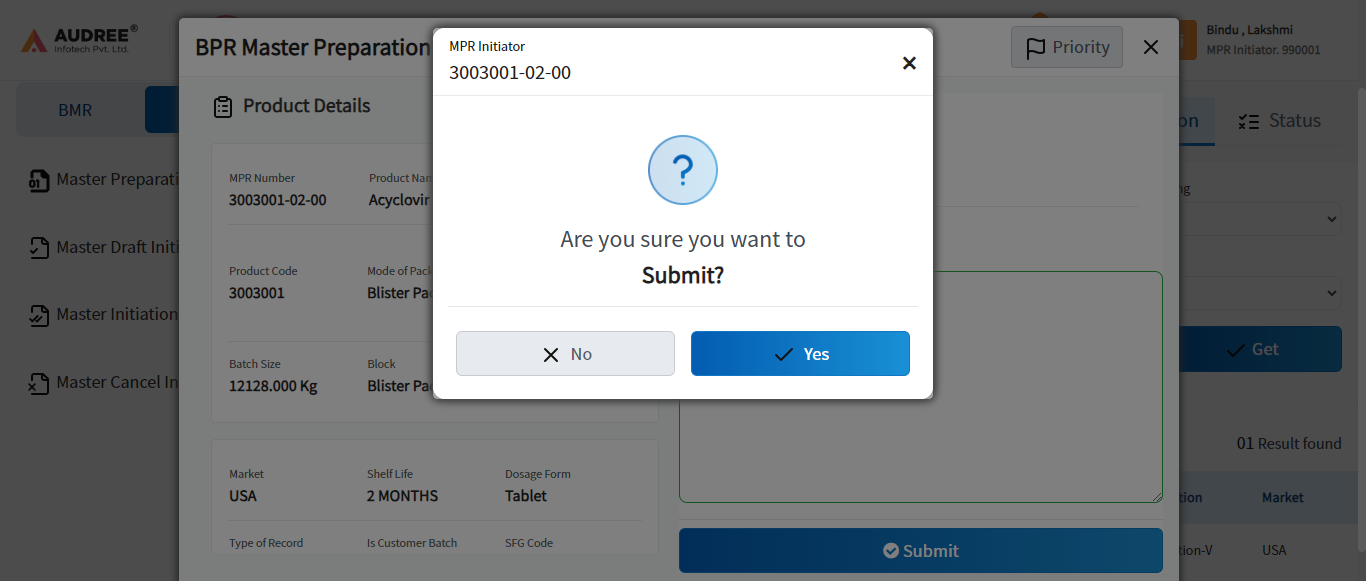 AUDREE®
Infotech Pvt. Ltd.
Bindu , Lakshmi
MPR Initiator. 990001
BMR
Status
Master Preparati
Master Draft Initi
Master Initiation
Master Cancel In
BPR Master Preparation
Priority
Product Details
MPR Number
3003001-02-00
Product Nan
Acyclovir
Product Code
3003001
Mode of Pack
Blister Pa
Batch Size
12128.000 Kg
Block
Blister Pa
Market
USA
Shelf Life
2 MONTHS
Dosage Form
Tablet
Type of Record
Is Customer Batch
SFG Code
Submit
MPR Initiator
3003001-02-00
Are you sure you want to
Submit?
No
Yes
Get
01 Result found
tion
Market
tion-V
USA